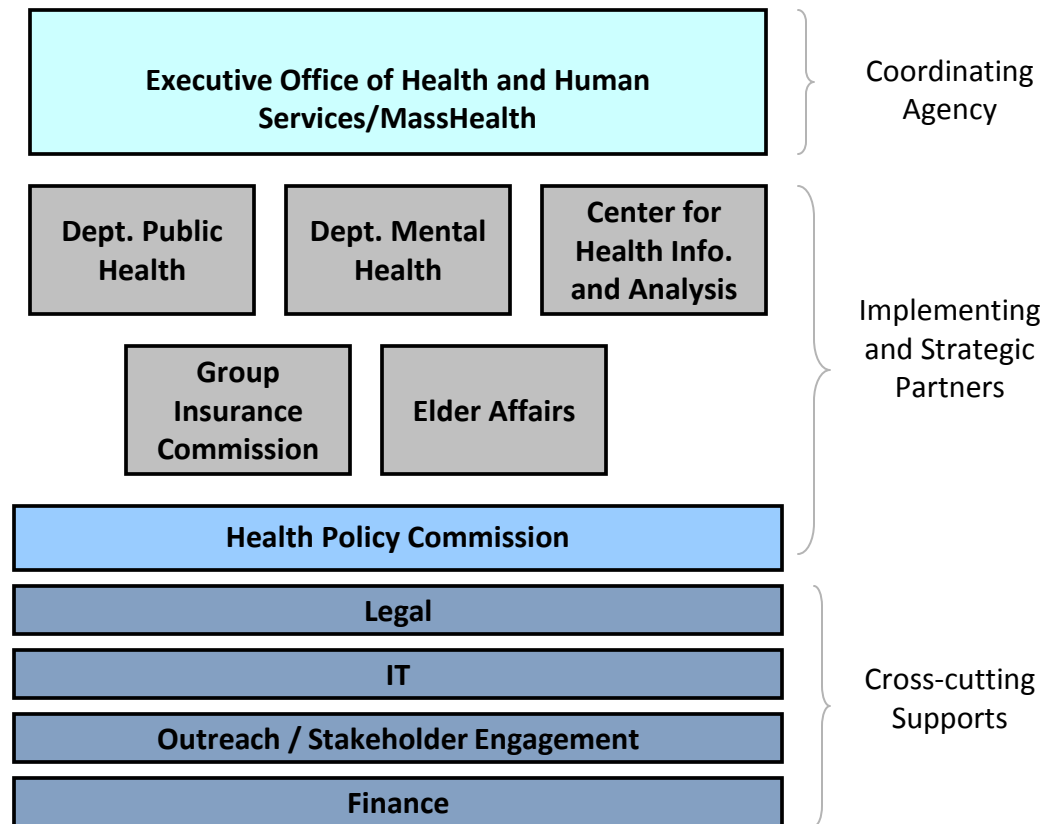 Executive Office of Health and Human
Services/MassHealth
Coordinating
Agency
Dept. Public
Health
Dept. Mental
Health
Center for
Health Info.
and Analysis
Group
Insurance
Commission
Elder Affairs
Health Policy Commission
Implementing
and Strategic
Partners
Legal
IT
Outreach / Stakeholder Engagement
Finance
Cross-cutting
Supports